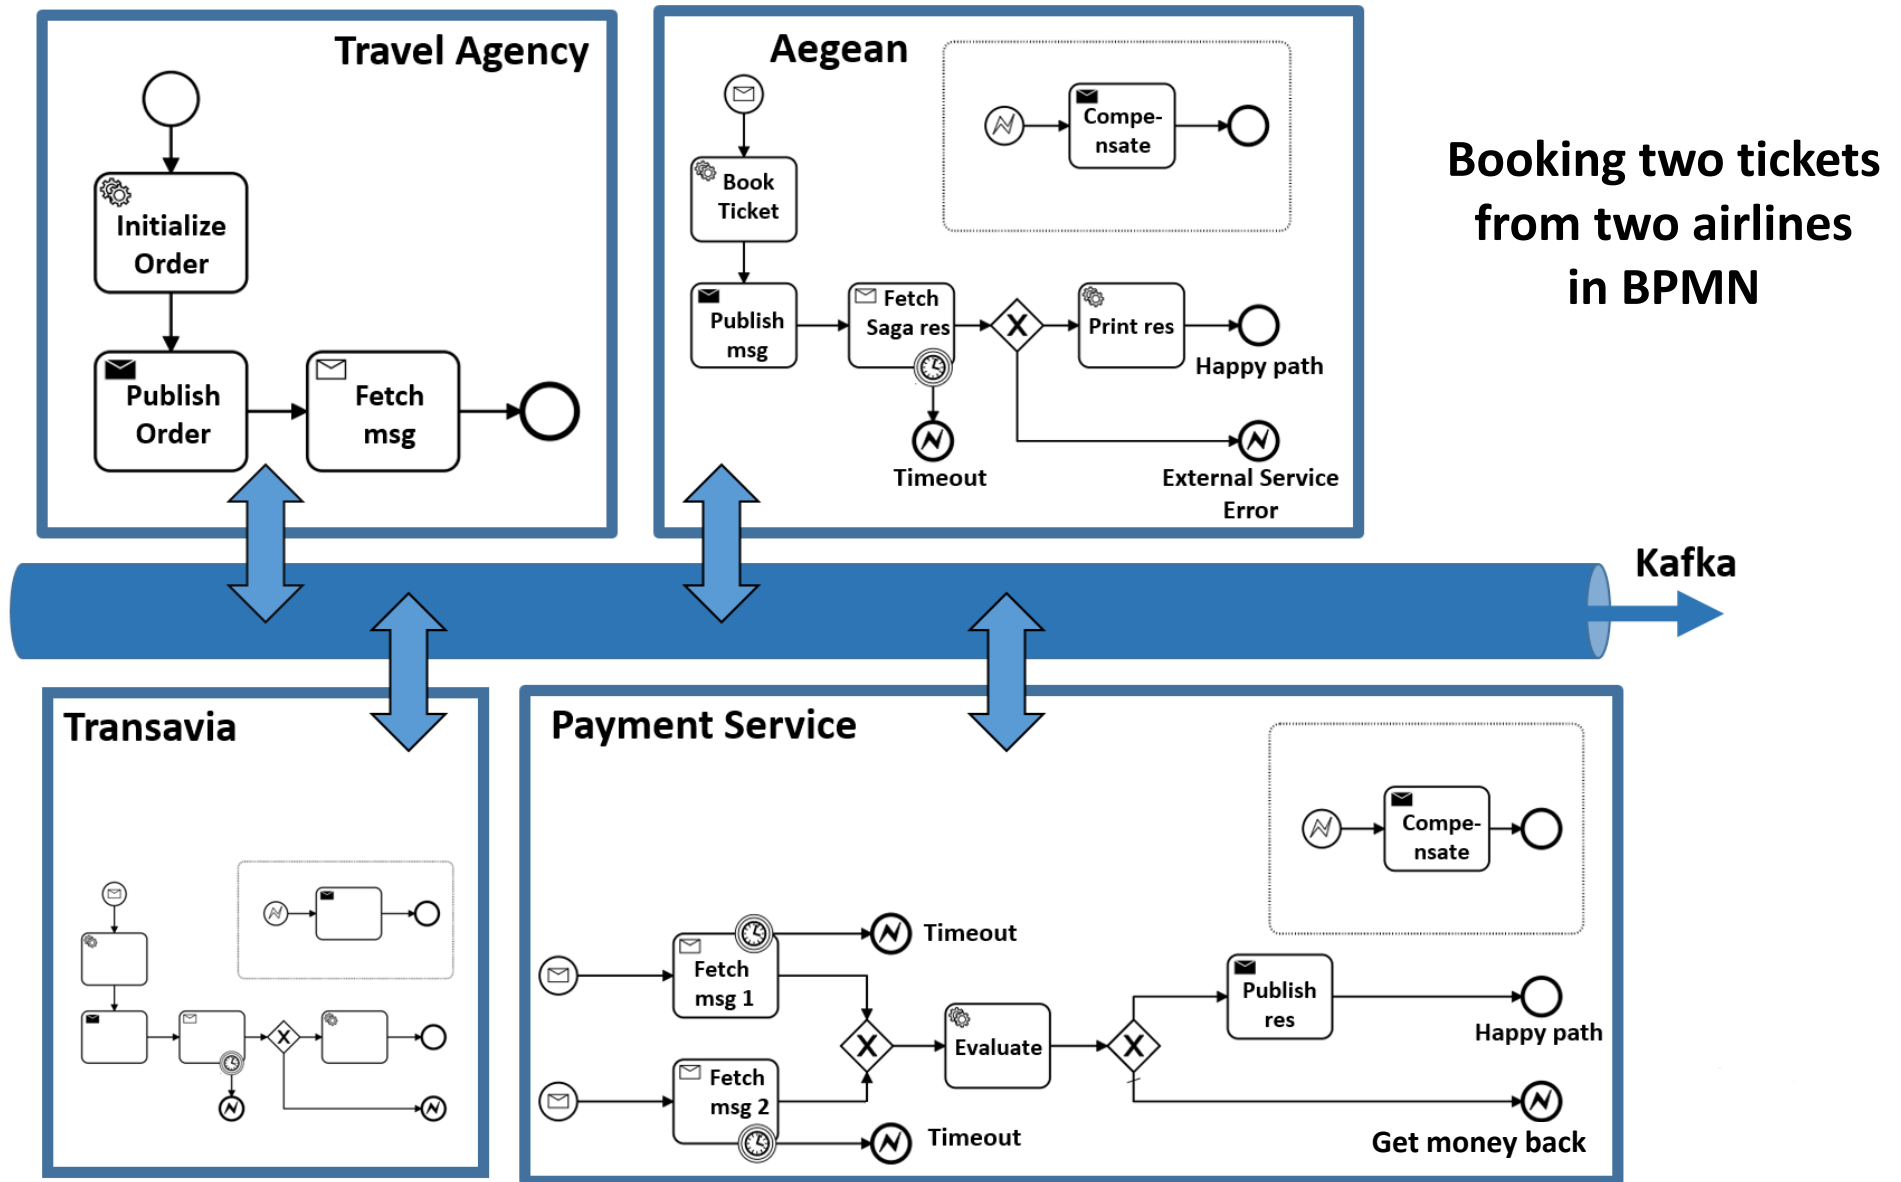 Travel Agency
Initialize
Order
Publish
Order
Fetch
msg
Aegean
Compe-
nsate
Book
Ticket
Publish
msg
Fetch
Saga res
X
Print res
Happy path
Timeout
External Service
Error
Booking two tickets
from two airlines
in BPMN
Kafka
Transavia
X
Payment Service
Compe-
nsate
Timeout
Fetch
msg 1
X
Evaluate
X
Publish
res
Happy path
Fetch
msg 2
Timeout
Get money back